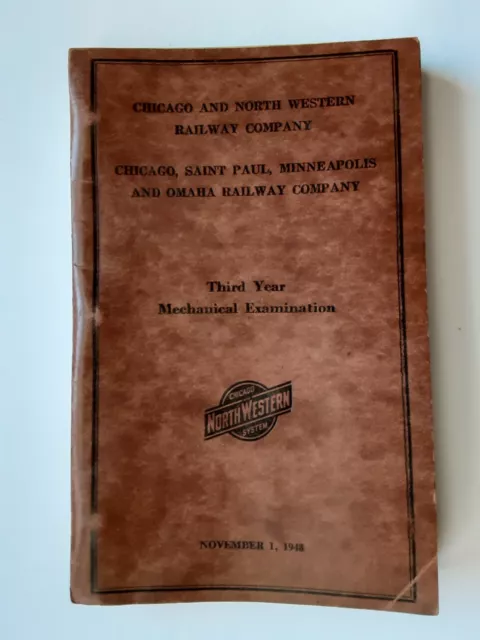 CHICAGO AND NORTH WESTERN
RAILWAY COMPANY
CHICAGO, SAINT PAUL, MINNEAPOLIS
AND OMAHA RAILWAY COMPANY
Third Year
Mechanical Examination
CHICAGO
NORTH WESTERN
SYSTEM
NOVEMBER 1, 1948